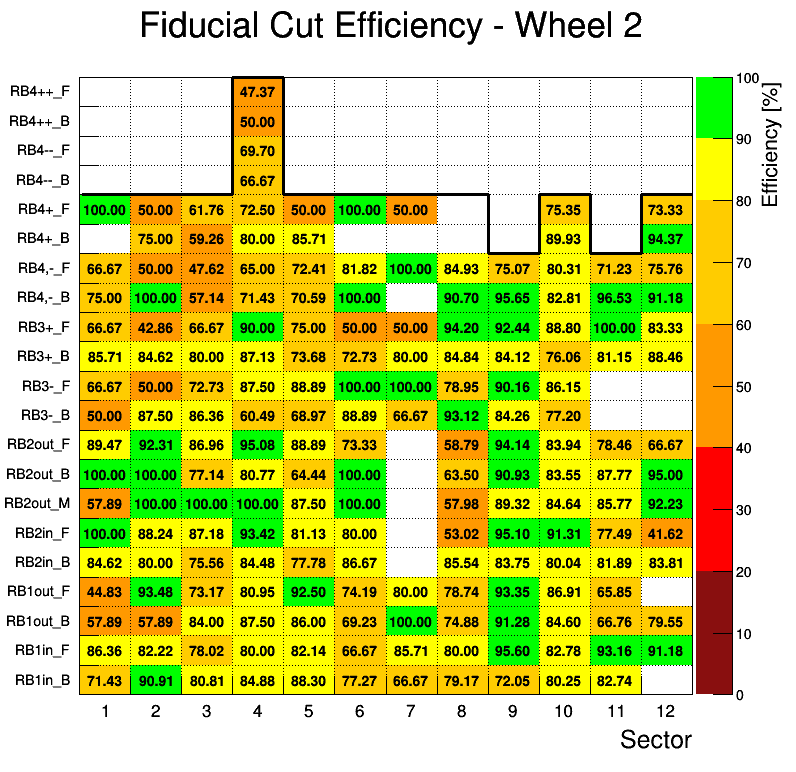 Fiducial Cut Efficiency - Wheel 2
RB4++_F 47.37 100
RB4++_B 50.00 Efficiency [%]
RB4--_F 69.70 90
RB4--_B 66.67
RB4+_F 100.00 50.00 61.76 72.50 50.00 100.00 50.00 75.35 73.33 80
RB4+_B 75.00 59.26 80.00 85.71 89.93 94.37
RB4,-_F 66.67 50.00 47.62 65.00 72.41 81.82 100.00 84.93 75.07 80.31 71.23 75.76 70
RB4,-_B 75.00 100.00 57.14 71.43 70.59 100.00 90.70 95.65 82.81 96.53 91.18
RB3+_F 66.67 42.86 66.67 90.00 75.00 50.00 50.00 94.20 92.44 88.80 100.00 83.33 60
RB3+_B 85.71 84.62 80.00 87.13 73.68 72.73 80.00 84.84 84.12 76.06 81.15 88.46
RB3-_F 66.67 50.00 72.73 87.50 88.89 100.00 100.00 78.95 90.16 86.15 50
RB3-_B 50.00 87.50 86.36 60.49 68.97 88.89 66.67 93.12 84.26 77.20
RB2out_F 89.47 92.31 86.96 95.08 88.89 73.33 58.79 94.14 83.94 78.46 66.67 40
RB2out_B 100.00 100.00 77.14 80.77 64.44 100.00 63.50 90.93 83.55 87.77 95.00
RB2out_M 57.89 100.00 100.00 100.00 87.50 100.00 57.98 89.32 84.64 85.77 92.23 30
RB2in_F 100.00 88.24 87.18 93.42 81.13 80.00 53.02 95.10 91.31 77.49 41.62
RB2in_B 84.62 80.00 75.56 84.48 77.78 86.67 85.54 83.75 80.04 81.89 83.81 20
RB1out_F 44.83 93.48 73.17 80.95 92.50 74.19 80.00 78.74 93.35 86.91 65.85
RB1out_B 57.89 57.89 84.00 87.50 86.00 69.23 100.00 74.88 91.28 84.60 66.76 79.55 10
RB1in_F 86.36 82.22 78.02 80.00 82.14 66.67 85.71 80.00 95.60 82.78 93.16 91.18
RB1in_B 71.43 90.91 80.81 84.88 88.30 77.27 66.67 79.17 72.05 80.25 82.74 0
1 2 3 4 5 6 7 8 9 10 11 12
Sector